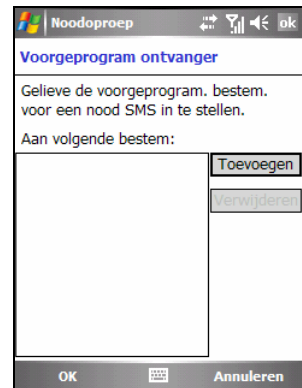 Noodoproep ok
Voorgeprogram ontvanger
Gelieve de voorgeprogram. bestem.
voor een nood SMS in te stellen.
Aan volgende bestem:
Toevoegen
Verwijderen
OK Annuleren